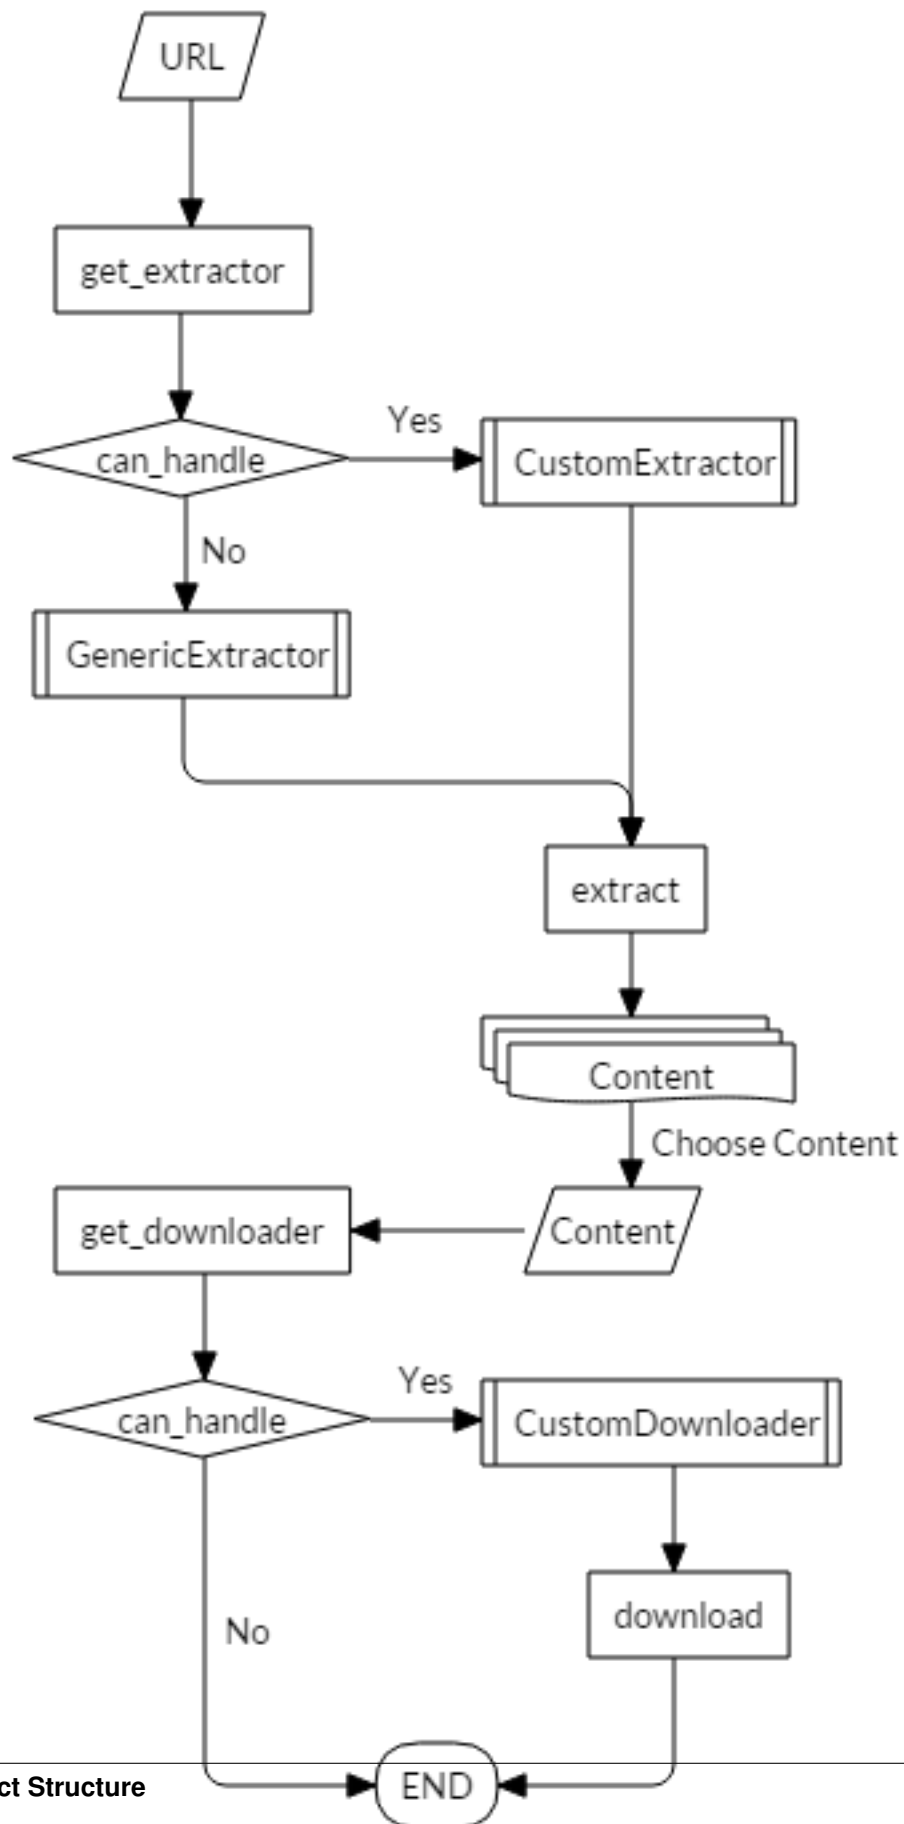 URL
get_extractor
can_handle
Yes
CustomExtractor
No
GenericExtractor
extract
Content
Choose Content
Content
get_downloader
can_handle
Yes
CustomDownloader
download
No
END
ct Structure